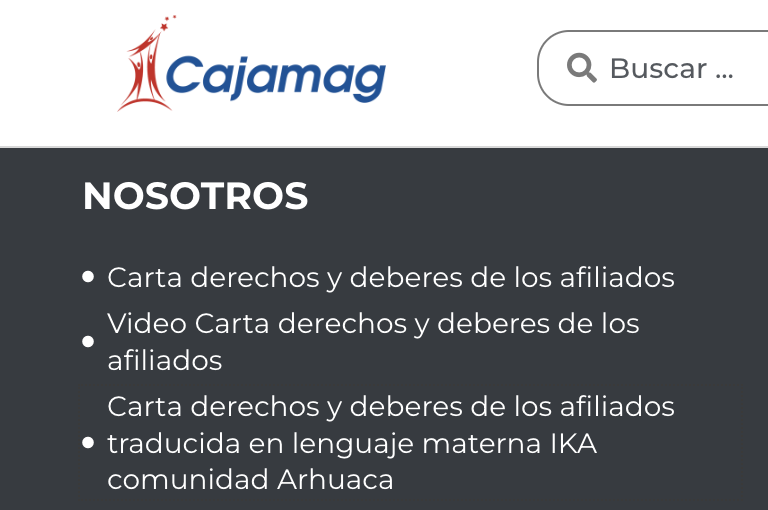 Cajamag
Buscar ...
NOSOTROS
Carta derechos y deberes de los afiliados
Video Carta derechos y deberes de los
afiliados
Carta derechos y deberes de los afiliados
traducida en lenguaje materna IKA
comunidad Arhuaca